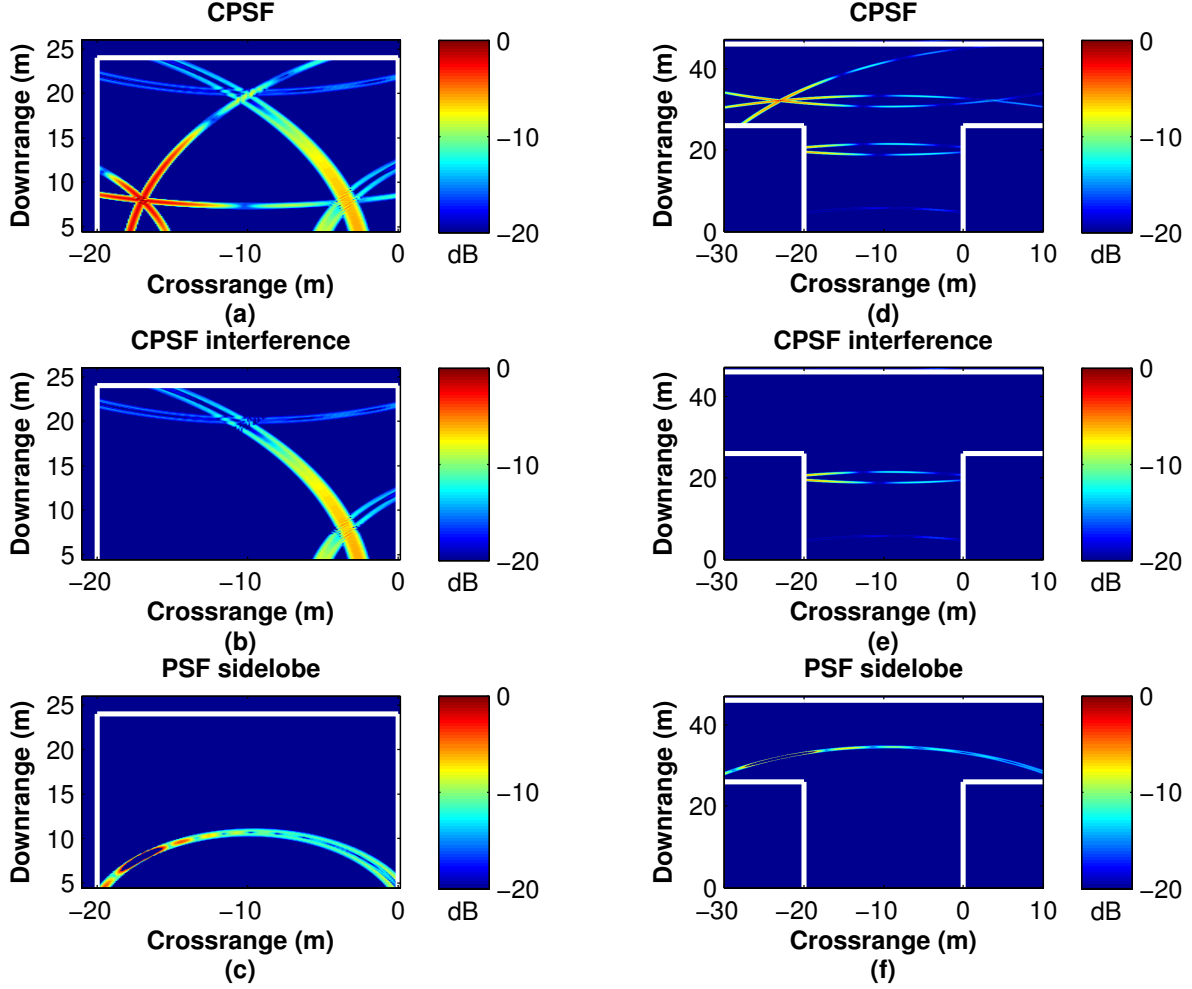 CPSF
Downrange (m)
25
20
15
10
5
−20
−10
0
Crossrange (m)
(a)
0
−10
−20
dB
CPSF interference
Downrange (m)
25
20
15
10
5
−20
−10
0
Crossrange (m)
(b)
0
−10
−20
dB
PSF sidelobe
Downrange (m)
25
20
15
10
5
−20
−10
0
Crossrange (m)
(c)
0
−10
−20
dB
CPSF
Downrange (m)
40
20
0
−30
−20
−10
0
10
Crossrange (m)
(d)
0
−10
−20
dB
CPSF interference
Downrange (m)
40
20
0
−30
−20
−10
0
10
Crossrange (m)
(e)
0
−10
−20
dB
PSF sidelobe
Downrange (m)
40
20
0
−30
−20
−10
0
10
Crossrange (m)
(f)
0
−10
−20
dB